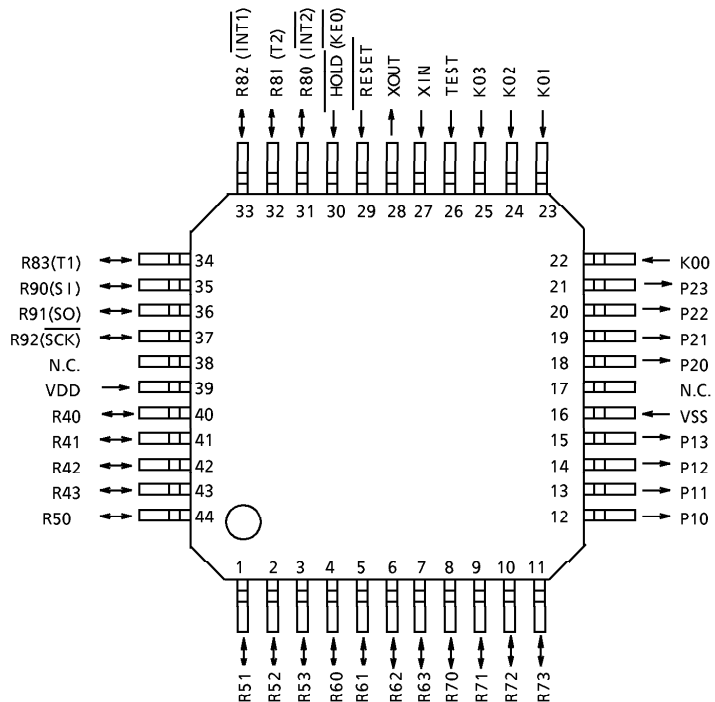 R82 (INT1)
R81 (T2)
R80 (INT2)
HOLD (KE0)
RESET
XOUT
XIN
TEST
K03
K02
K01
33 32 31 30 29 28 27 26 25 24 23
R83(T1) 34
R90(SI) 35
R91(SO) 36
R92(SCK) 37
N.C. 38
VDD 39
R40 40
R41 41
R42 42
R43 43
R50 44
22 K00
21 P23
20 P22
19 P21
18 P20
17 N.C.
16 VSS
15 P13
14 P12
13 P11
12 P10
1 2 3 4 5 6 7 8 9 10 11
R51
R52
R53
R60
R61
R62
R63
R70
R71
R72
R73